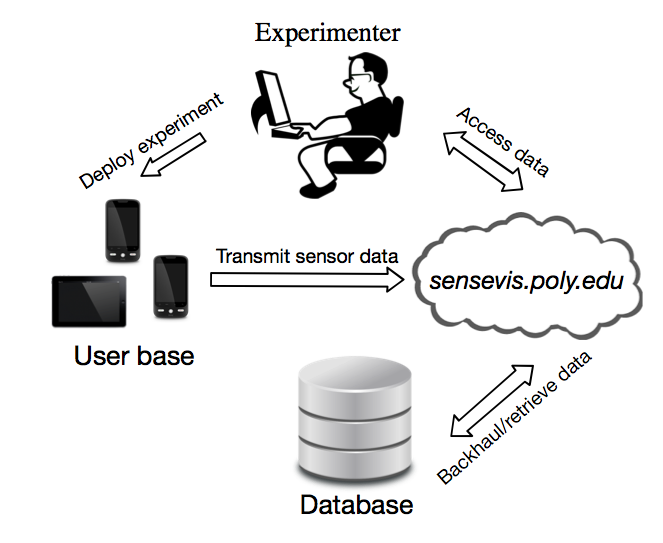 Experimenter
Deploy experiment
Access data
Transmit sensor data
sensevis.poly.edu
User base
Backhaul/retrieve data
Database